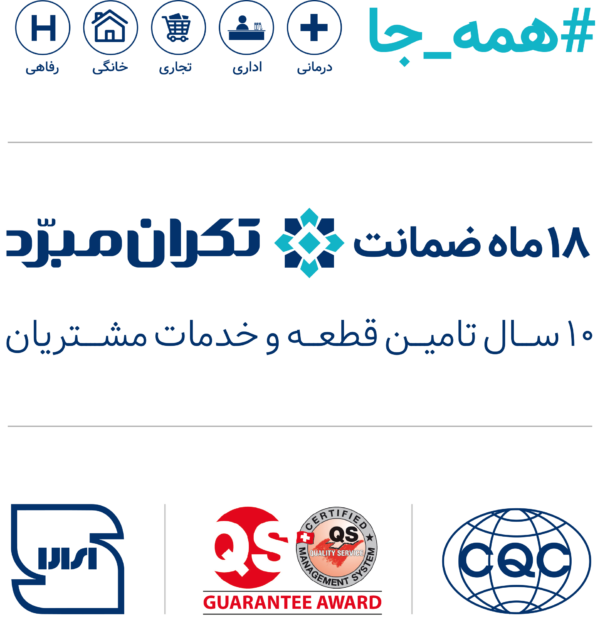 #همه_جا
درمانی
اداری
تجاری
خانگی
H
رفاهی
۱۸ ماه ضمانت تکران مبرّد
۱۰ سال تامین قطعه و خدمات مشتریان
CQC
QS
CERTIFIED
QS
QUALITY SERVICE
MANAGEMENT SYSTEM
GUARANTEE AWARD
ایران